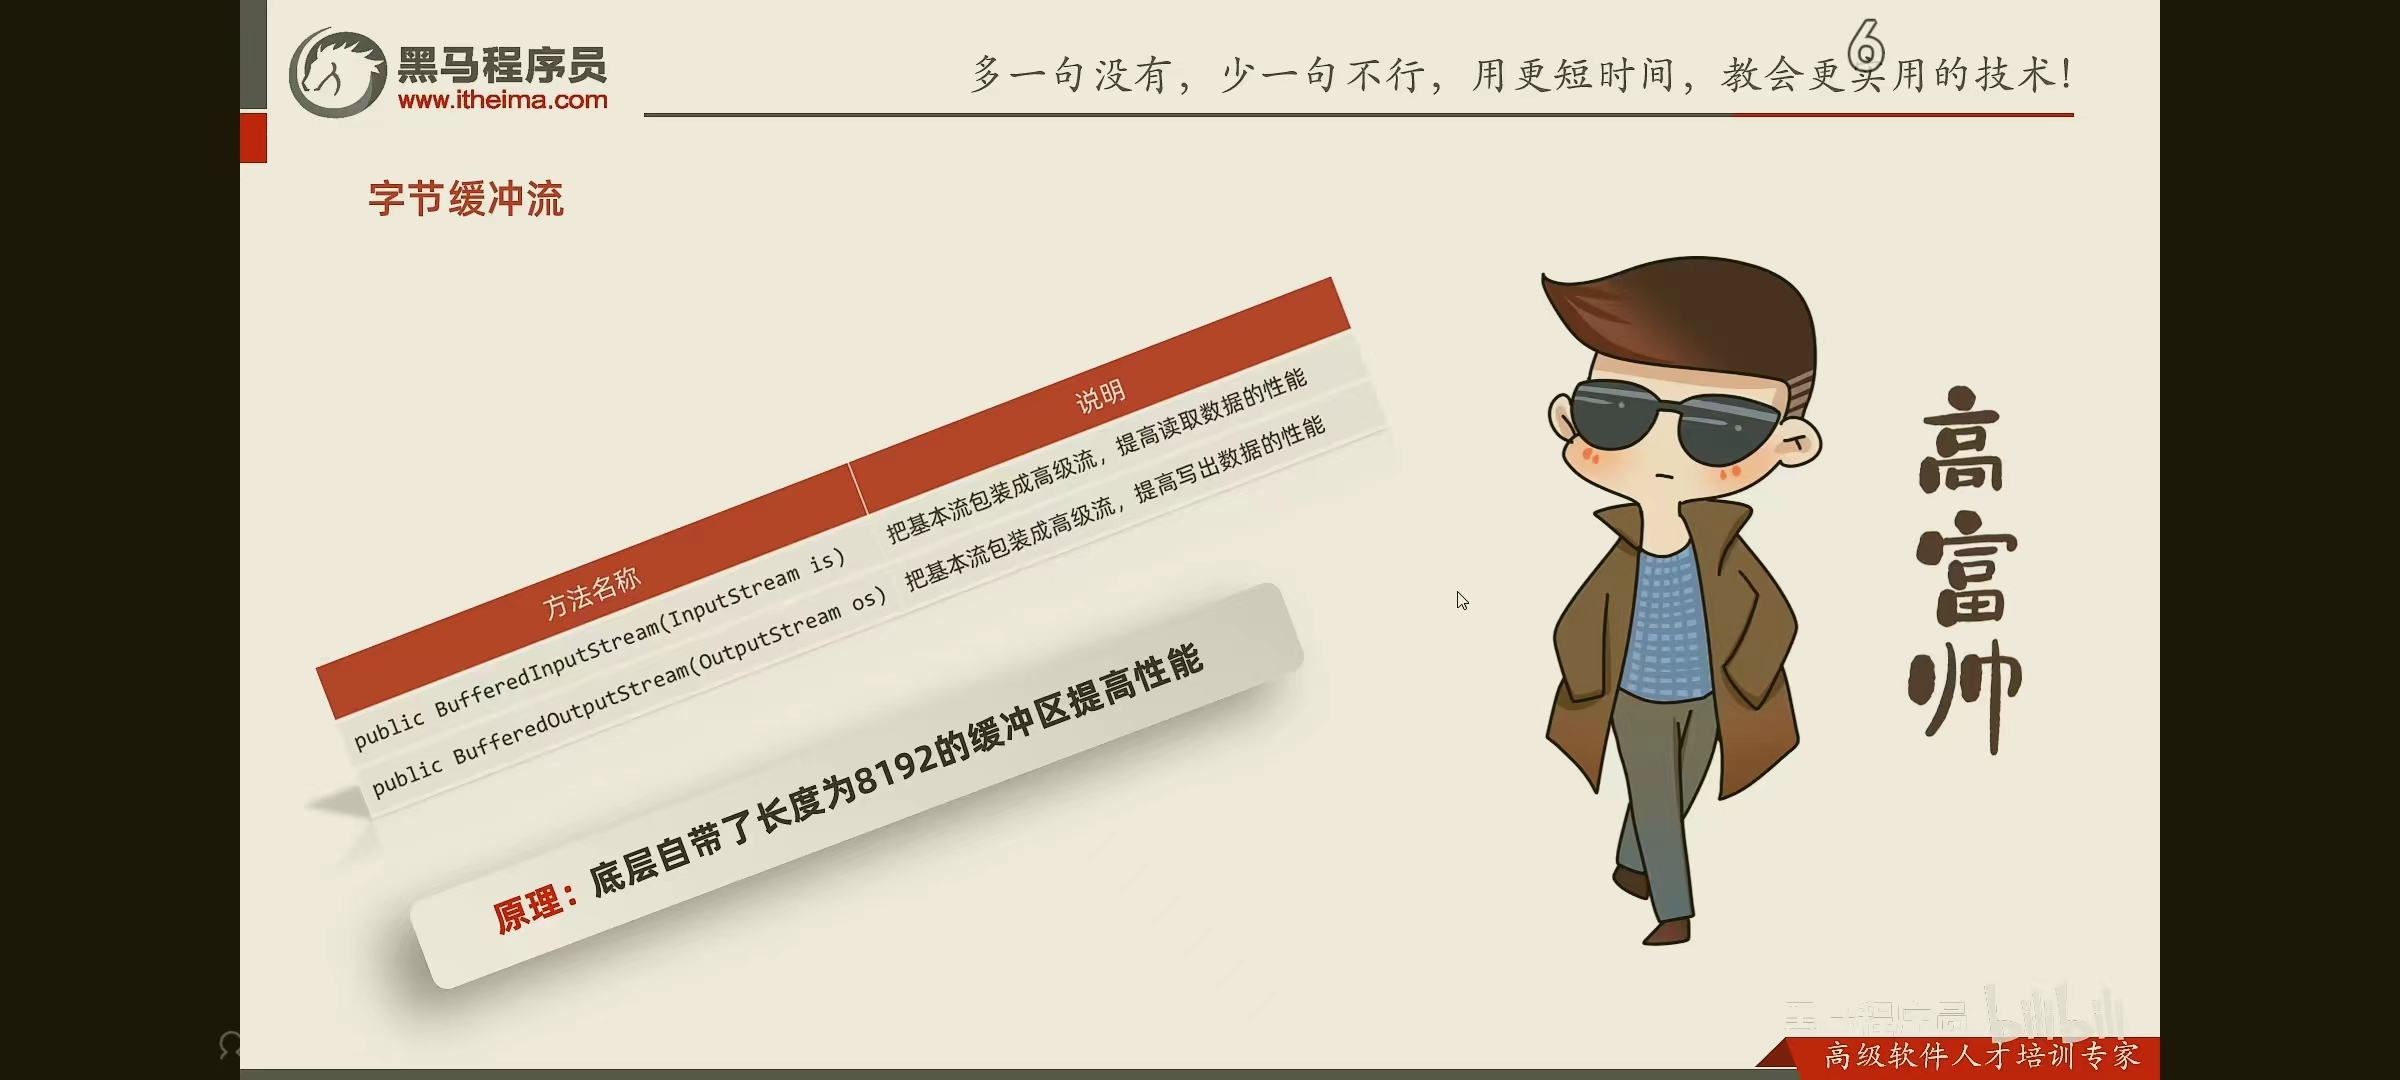 黑马程序员
www.itheima.com
多一句没有，少一句不行，用更短时间，教会更实用的技术！
6
字节缓冲流
方法名称 说明
public BufferedInputStream(InputStream is) 把基本流包装成高级流，提高读取数据的性能
public BufferedOutputStream(OutputStream os) 把基本流包装成高级流，提高写出数据的性能
原理：底层自带了长度为8192的缓冲区提高性能
高富帅
黑马程序员 bilibili
高级软件人才培训专家